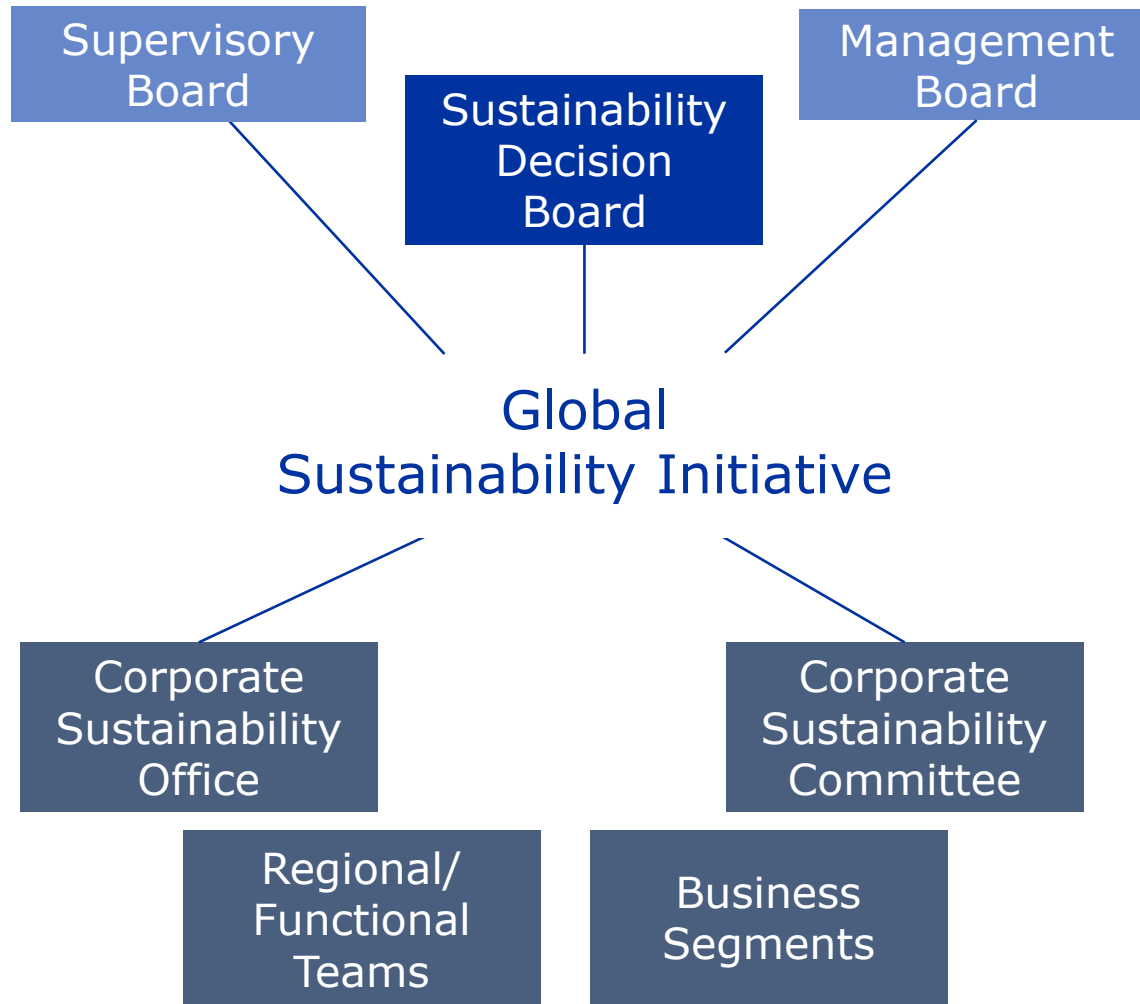 Supervisory
Board
Sustainability
Decision
Board
Management
Board
Global
Sustainability Initiative
Corporate
Sustainability
Office
Corporate
Sustainability
Committee
Regional/
Functional
Teams
Business
Segments